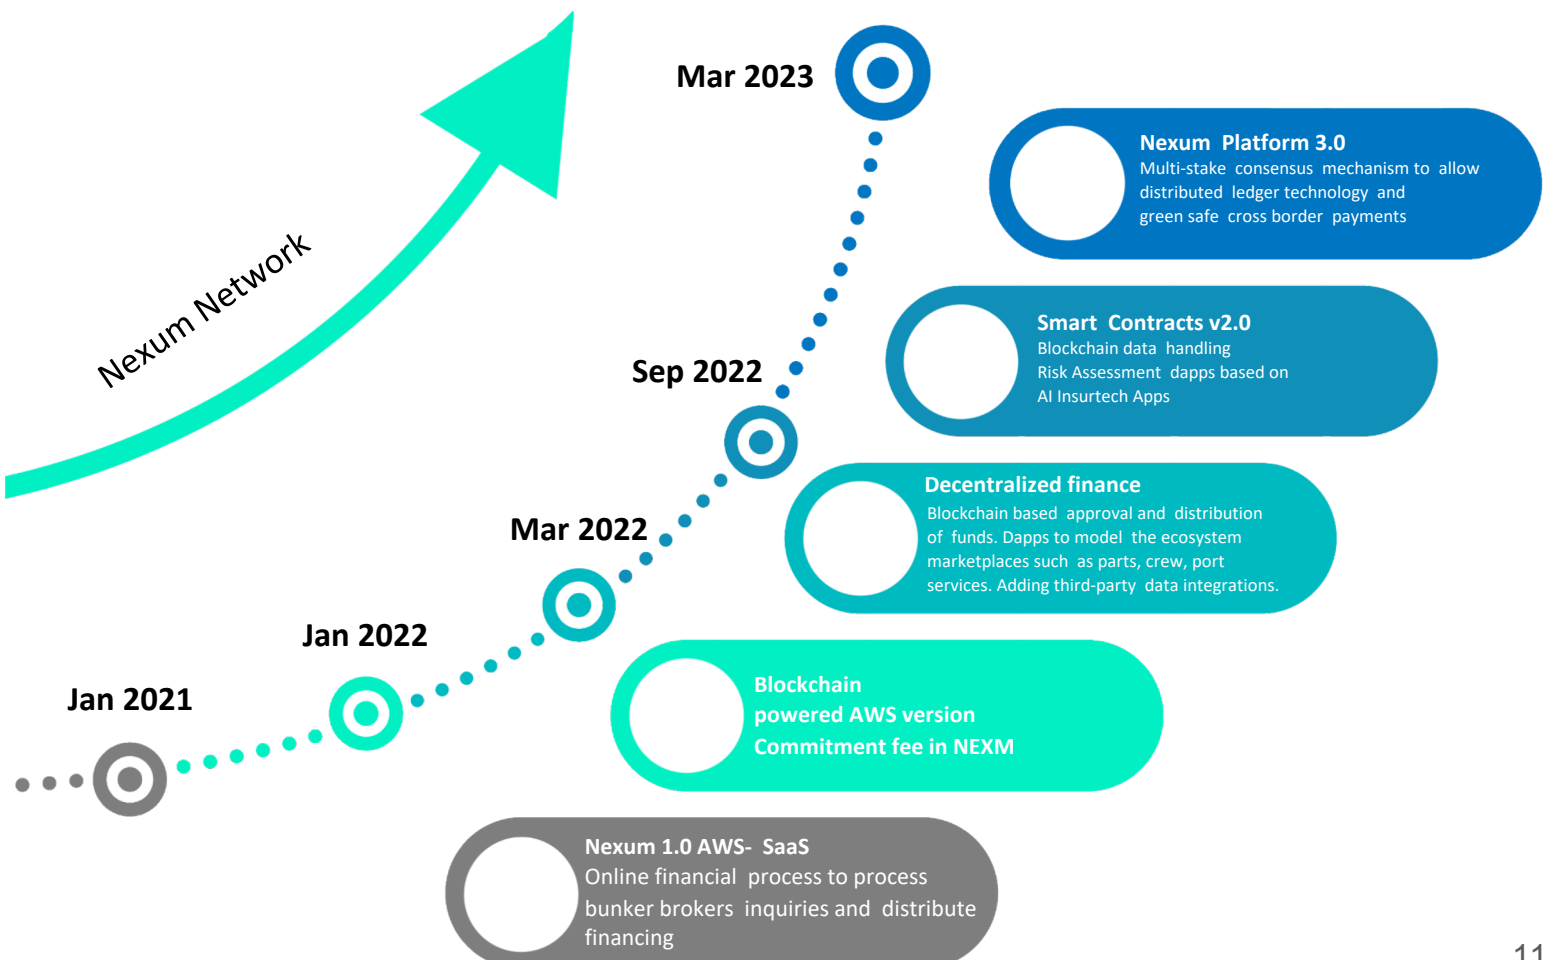 Mar 2023
Nexum Platform 3.0
Multi-stake consensus mechanism to allow
distributed ledger technology and
green safe cross border payments
Nexum Network
Smart Contracts v2.0
Blockchain data handling
Risk Assessment dapps based on
AI Insurtech Apps
Sep 2022
Decentralized finance
Blockchain based approval and distribution
of funds. Dapps to model the ecosystem
marketplaces such as parts, crew, port
services. Adding third-party data integrations.
Mar 2022
Jan 2022
Blockchain
powered AWS version
Commitment fee in NEXM
Jan 2021
Nexum 1.0 AWS- SaaS
Online financial process to process
bunker brokers inquiries and distribute
financing
11